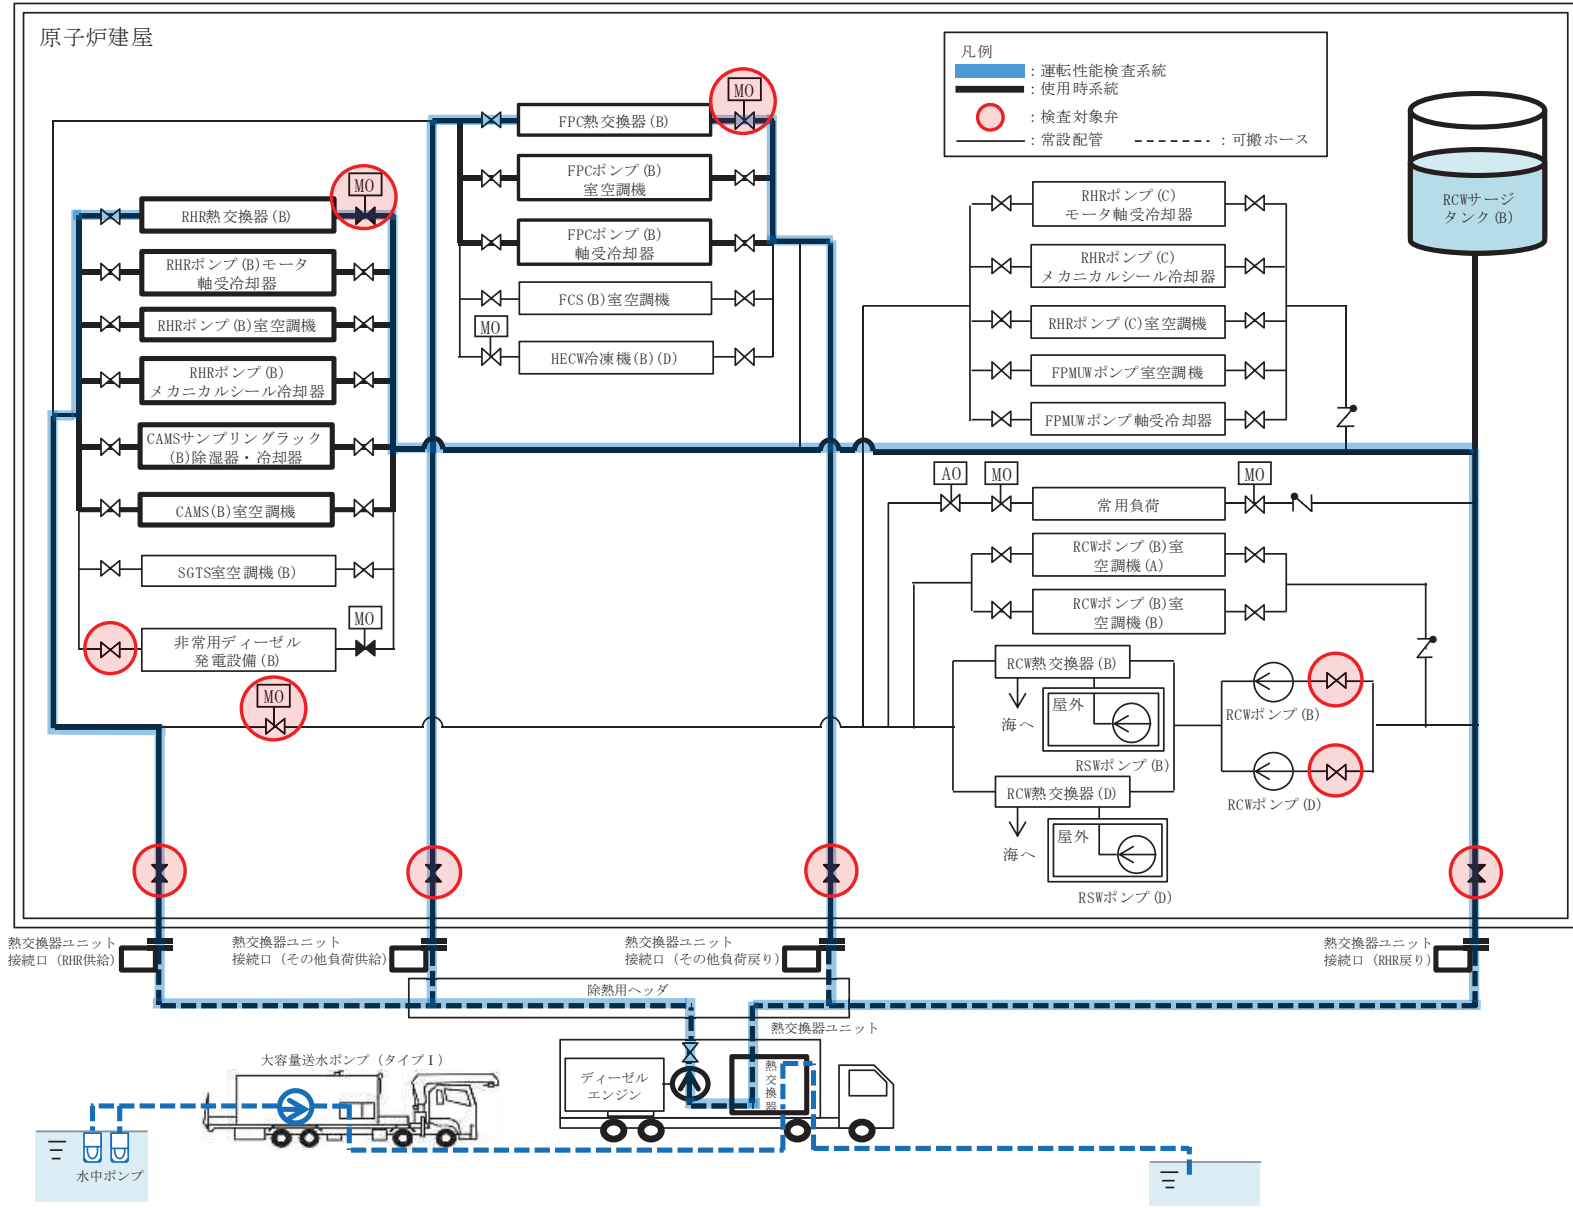 原子炉建屋
凡例
：運転性能検査系統
：使用時系統
：検査対象弁
：常設配管
：可搬ホース
MO
FPC熱交換器(B)
FPCポンプ(B)
室空調機
FPCポンプ(B)
軸受冷却器
FCS(B)室空調機
MO
HECW冷凍機(B)(D)
MO
RHR熱交換器(B)
RHRポンプ(B)モータ
軸受冷却器
RHRポンプ(B)室空調機
RHRポンプ(B)
メカニカルシール冷却器
CAMSサンプリングラック
(B)除湿器・冷却器
CAMS(B)室空調機
SGTS室空調機(B)
MO
非常用ディーゼル
発電設備(B)
MO
RHRポンプ(C)
モータ軸受冷却器
RHRポンプ(C)
メカニカルシール冷却器
RHRポンプ(C)室空調機
FPMUWポンプ室空調機
FPMUWポンプ軸受冷却器
RCWサージ
タンク(B)
AO
MO
MO
常用負荷
RCWポンプ(B)室
空調機(A)
RCWポンプ(B)室
空調機(B)
RCW熱交換器(B)
海へ
屋外
RSWポンプ(B)
RCW熱交換器(D)
海へ
屋外
RSWポンプ(D)
RCWポンプ(B)
RCWポンプ(D)
熱交換器ユニット
接続口（RHR供給）
熱交換器ユニット
接続口（その他負荷供給）
熱交換器ユニット
接続口（その他負荷戻り）
熱交換器ユニット
接続口（RHR戻り）
除熱用ヘッダ
熱交換器ユニット
大容量送水ポンプ（タイプⅠ）
ディーゼル
エンジン
熱交換器
水中ポンプ